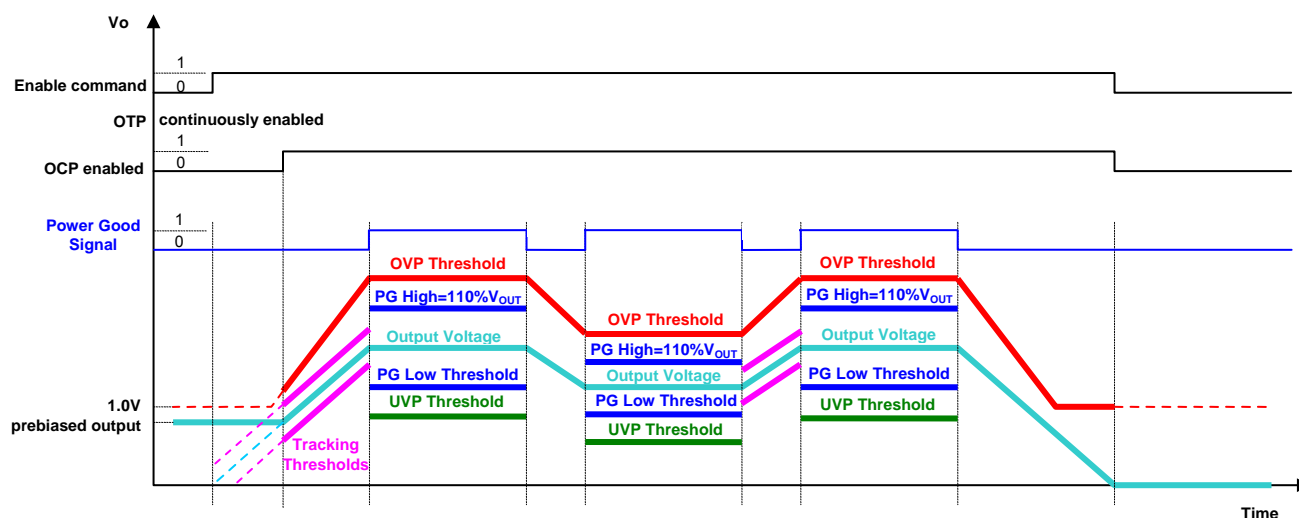 Vo
1
Enable command
0
OTP
continuously enabled
1
OCP enabled
0
Power Good
Signal
1
0
OVP Threshold
OVP Threshold
PG High=110%VOUT
PG High=110%VOUT
OVP Threshold
Output Voltage
Output Voltage
PG High=110%VOUT
PG Low Threshold
Output Voltage
PG Low Threshold
1.0V
UVP Threshold
PG Low Threshold
UVP Threshold
prebiased output
Tracking
Thresholds
UVP Threshold
Time